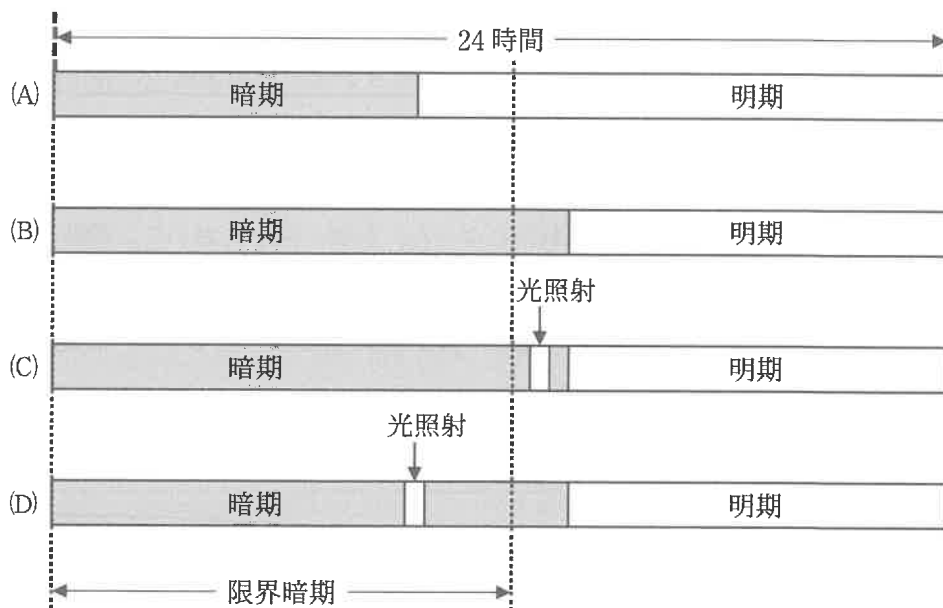 24時間
(A) 暗期 明期
(B) 暗期 明期
光照射
(C) 暗期 明期
光照射
(D) 暗期 明期
限界暗期